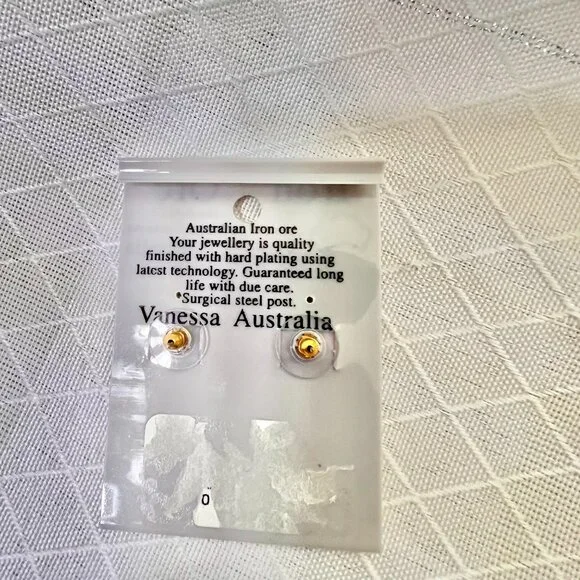 Australian Iron ore
Your jewellery is quality
finished with hard plating using
latest technology. Guaranteed long
life with due care.
Surgical steel post.
Vanessa Australia
0